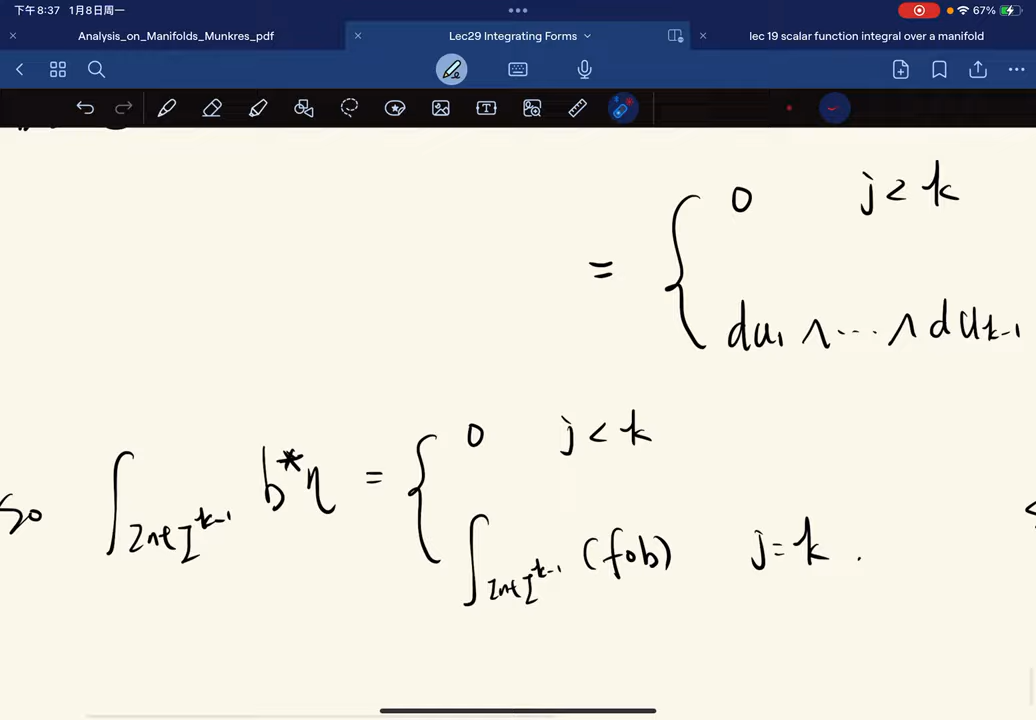 下午8:37 1月8日周一
67%
Analysis_on_Manifolds_Munkres_pdf
Lec29 Integrating Forms
lec 19 scalar function integral over a manifold
= { 0 j < k
du₁ ∧ ⋯ ∧ du_{k-1}
So ∫_{Int I^{k-1}} b*η = { 0 j < k
∫_{Int I^{k-1}} (f∘b) j = k .